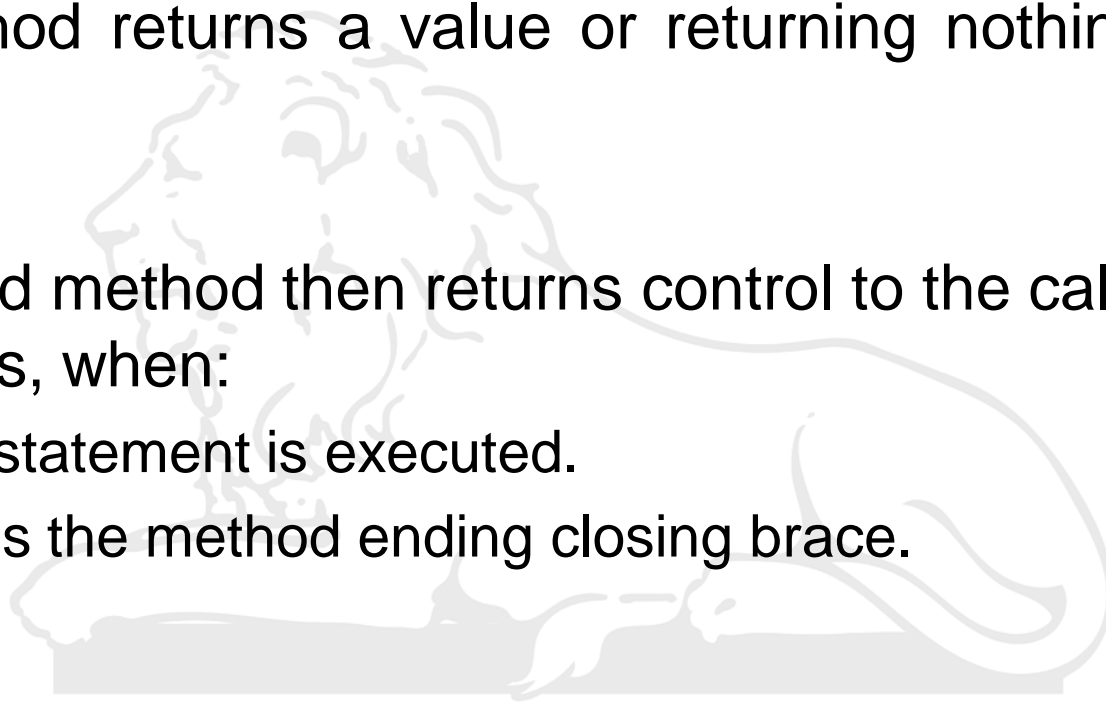 nod returns a value or returning nothin
d method then returns control to the cal
s, when:
statement is executed.
s the method ending closing brace.